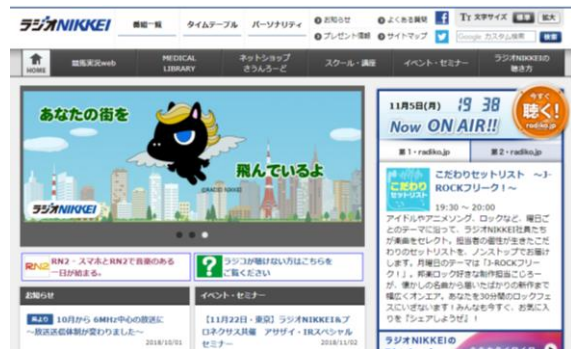 ラジオNIKKEI
番組一覧
タイムテーブル
パーソナリティ
お知らせ
よくある質問
プレゼント情報
サイトマップ
文字サイズ 標準 拡大
Google カスタム検索 検索
HOME
競馬実況web
MEDICAL
LIBRARY
ネットショップ
きうんろーど
スクール・講座
イベント・セミナー
ラジオNIKKEIの
聴き方
あなたの街を
飛んでいるよ
©RADIO NIKKEI
ラジオNIKKEI
11月5日(月) 19 38
Now ON AIR!!
今すぐ
聴く!
radiko.jp
第1・radiko.jp
第2・radiko.jp
こだわり
セットリスト
こだわりセットリスト ～J-
ROCKフリーク!～
19:30 ～ 20:00
アイドルやアニメソング、ロックなど、曜日ご
とのテーマに沿って、ラジオNIKKEI社員たち
が楽曲をセレクト。担当者の個性が生きたこだ
わりのセットリストを、ノンストップでお届け
します。月曜日のテーマは「J-ROCKフリー
ク!」。邦楽ロック好きな制作担当こじろー
が、懐かしの名曲から届いたばかりの新作まで
幅広くオンエア。あなたを30分間のロックフェ
スにいざないます!みんなも今すぐ、お気に入
りを『シェアしようぜ』!
RN2
RN2 - スマホとRN2で音楽のある
一日が始まる。
?
ラジコが聴けない方はこちらを
ご覧ください
お知らせ
10月から 6MHz中心の放送に
～放送送信体制が変わりました～
2018/10/01
イベント・セミナー
【11月22日・東京】ラジオNIKKEI&プ
ロネクサス共催 アサザイ・IRスペシャル
セミナー
2018/11/02
ラジオNIKKEIの